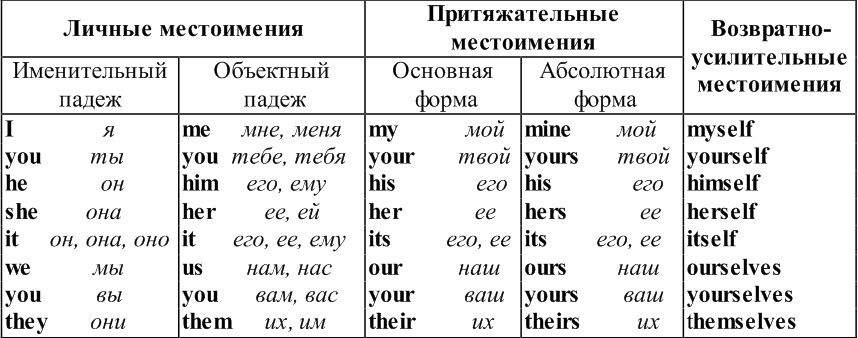 Личные местоимения Притяжательные местоимения Возвратно-усилительные местоимения
Именительный падеж Объектный падеж Основная форма Абсолютная форма
I я me мне, меня my мой mine мой myself
you ты you тебе, тебя your твой yours твой yourself
he он him его, ему his его his его himself
she она her ее, ей her ее hers ее herself
it он, она, оно it его, ее, ему its его, ее its его, ее itself
we мы us нам, нас our наш ours наш ourselves
you вы you вам, вас your ваш yours ваш yourselves
they они them их, им their их theirs их themselves